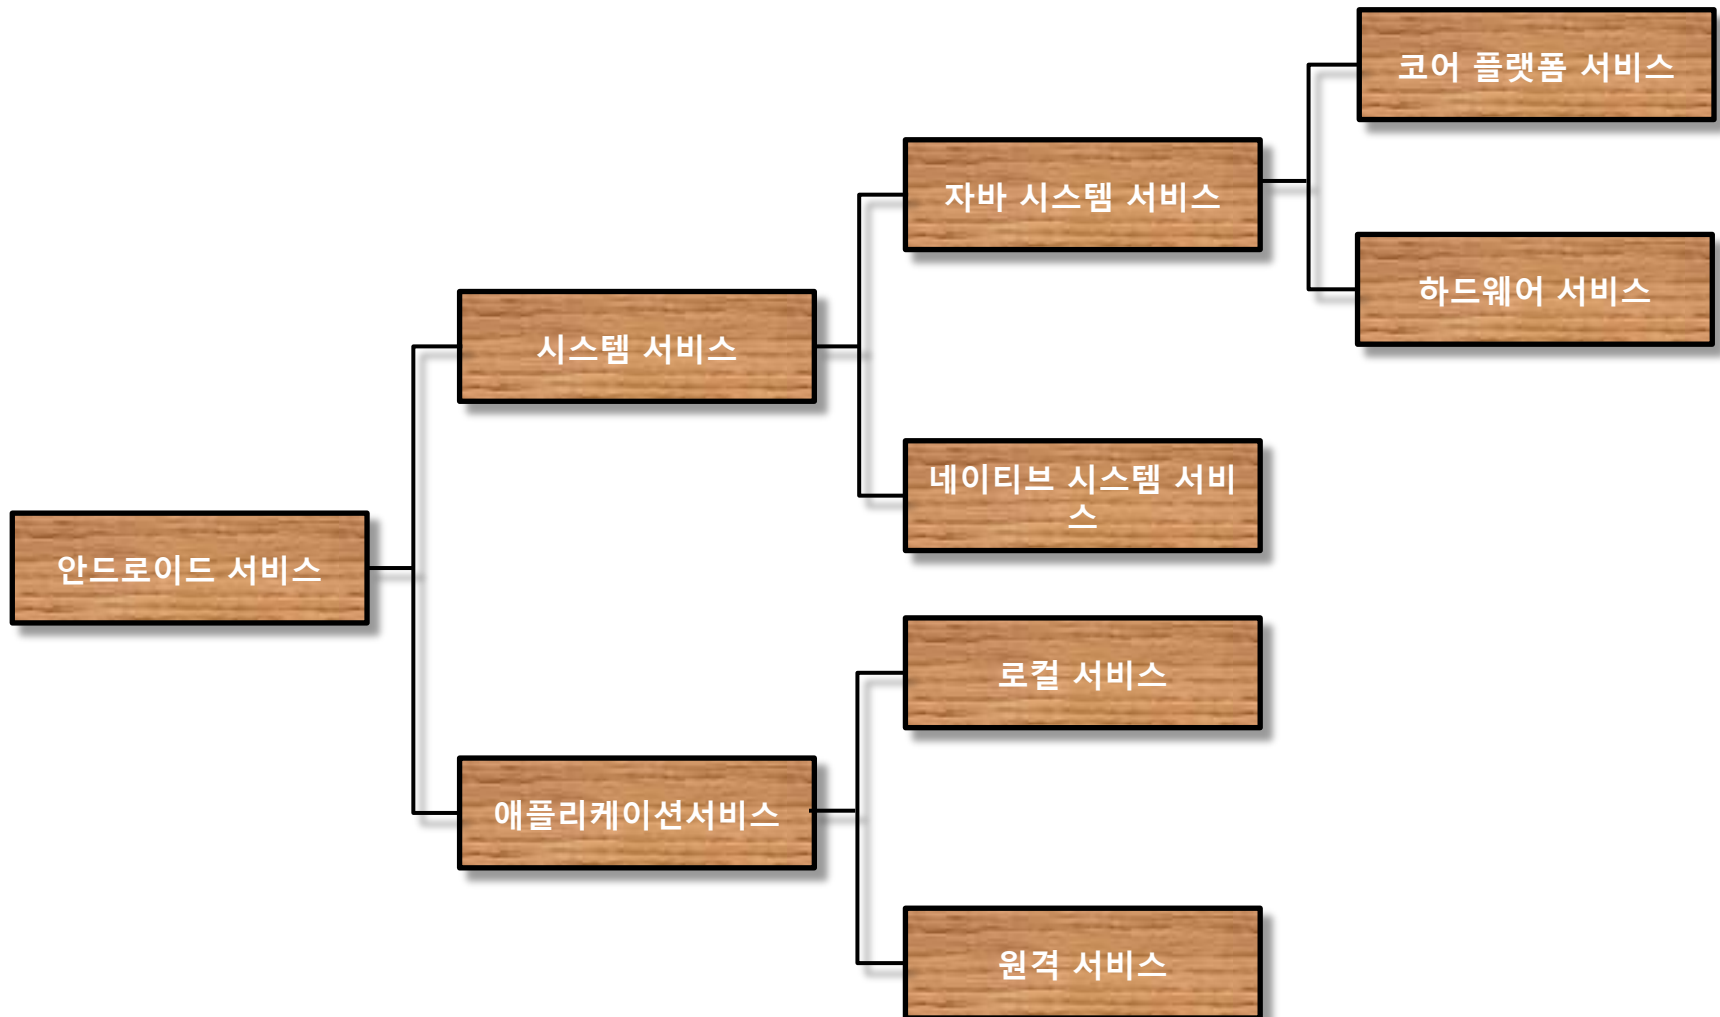 코어 플랫폼 서비스
자바 시스템 서비스
하드웨어 서비스
시스템 서비스
네이티브 시스템 서비
스
안드로이드 서비스
로컬 서비스
애플리케이션서비스
원격 서비스